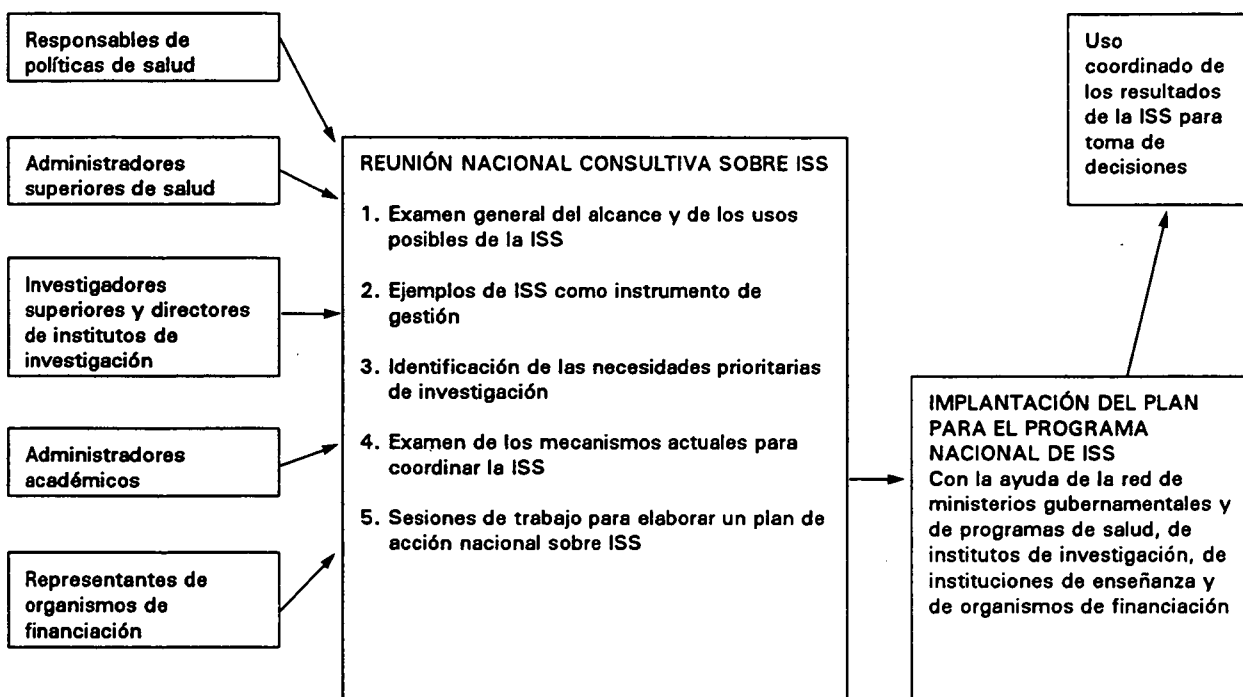 Responsables de
políticas de salud
Administradores
superiores de salud
Investigadores
superiores y directores
de institutos de
investigación
Administradores
académicos
Representantes de
organismos de
financiación
REUNIÓN NACIONAL CONSULTIVA SOBRE ISS
1. Examen general del alcance y de los usos
posibles de la ISS
2. Ejemplos de ISS como instrumento de
gestión
3. Identificación de las necesidades prioritarias
de investigación
4. Examen de los mecanismos actuales para
coordinar la ISS
5. Sesiones de trabajo para elaborar un plan de
acción nacional sobre ISS
IMPLANTACIÓN DEL PLAN
PARA EL PROGRAMA
NACIONAL DE ISS
Con la ayuda de la red de
ministerios gubernamentales y
de programas de salud, de
institutos de investigación, de
instituciones de enseñanza y
de organismos de financiación
Uso
coordinado de
los resultados
de la ISS para
toma de
decisiones